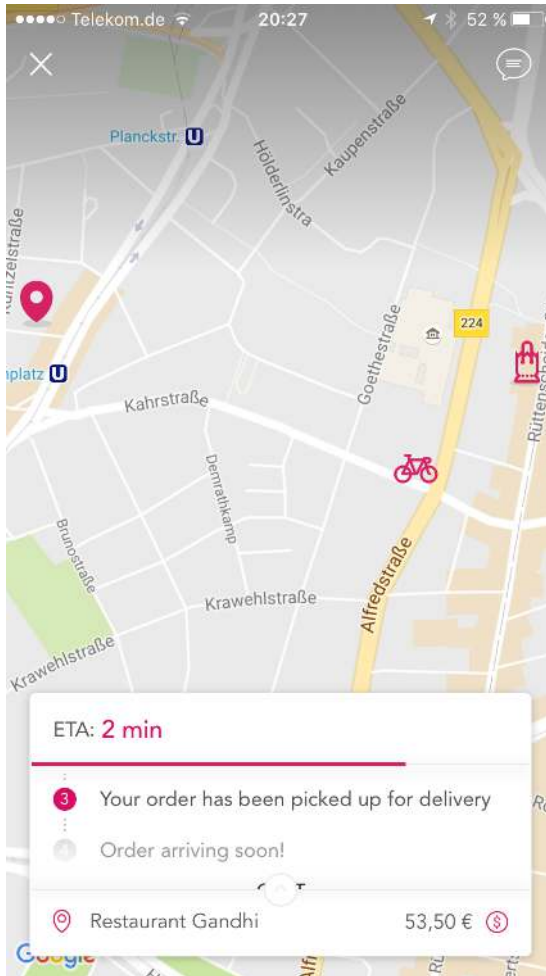 Telekom.de 20:27 52 %
Planckstr. U
Kaupenstraße
Hölderlinstra
224
nplatz U
Goethestraße
Kahrstraße
Demrathkamp
Brunostraße
Alfredstraße
Krawehlstraße
Krawehlstraße
ETA: 2 min
3 Your order has been picked up for delivery
4 Order arriving soon!
Restaurant Gandhi 53,50 € $
Google